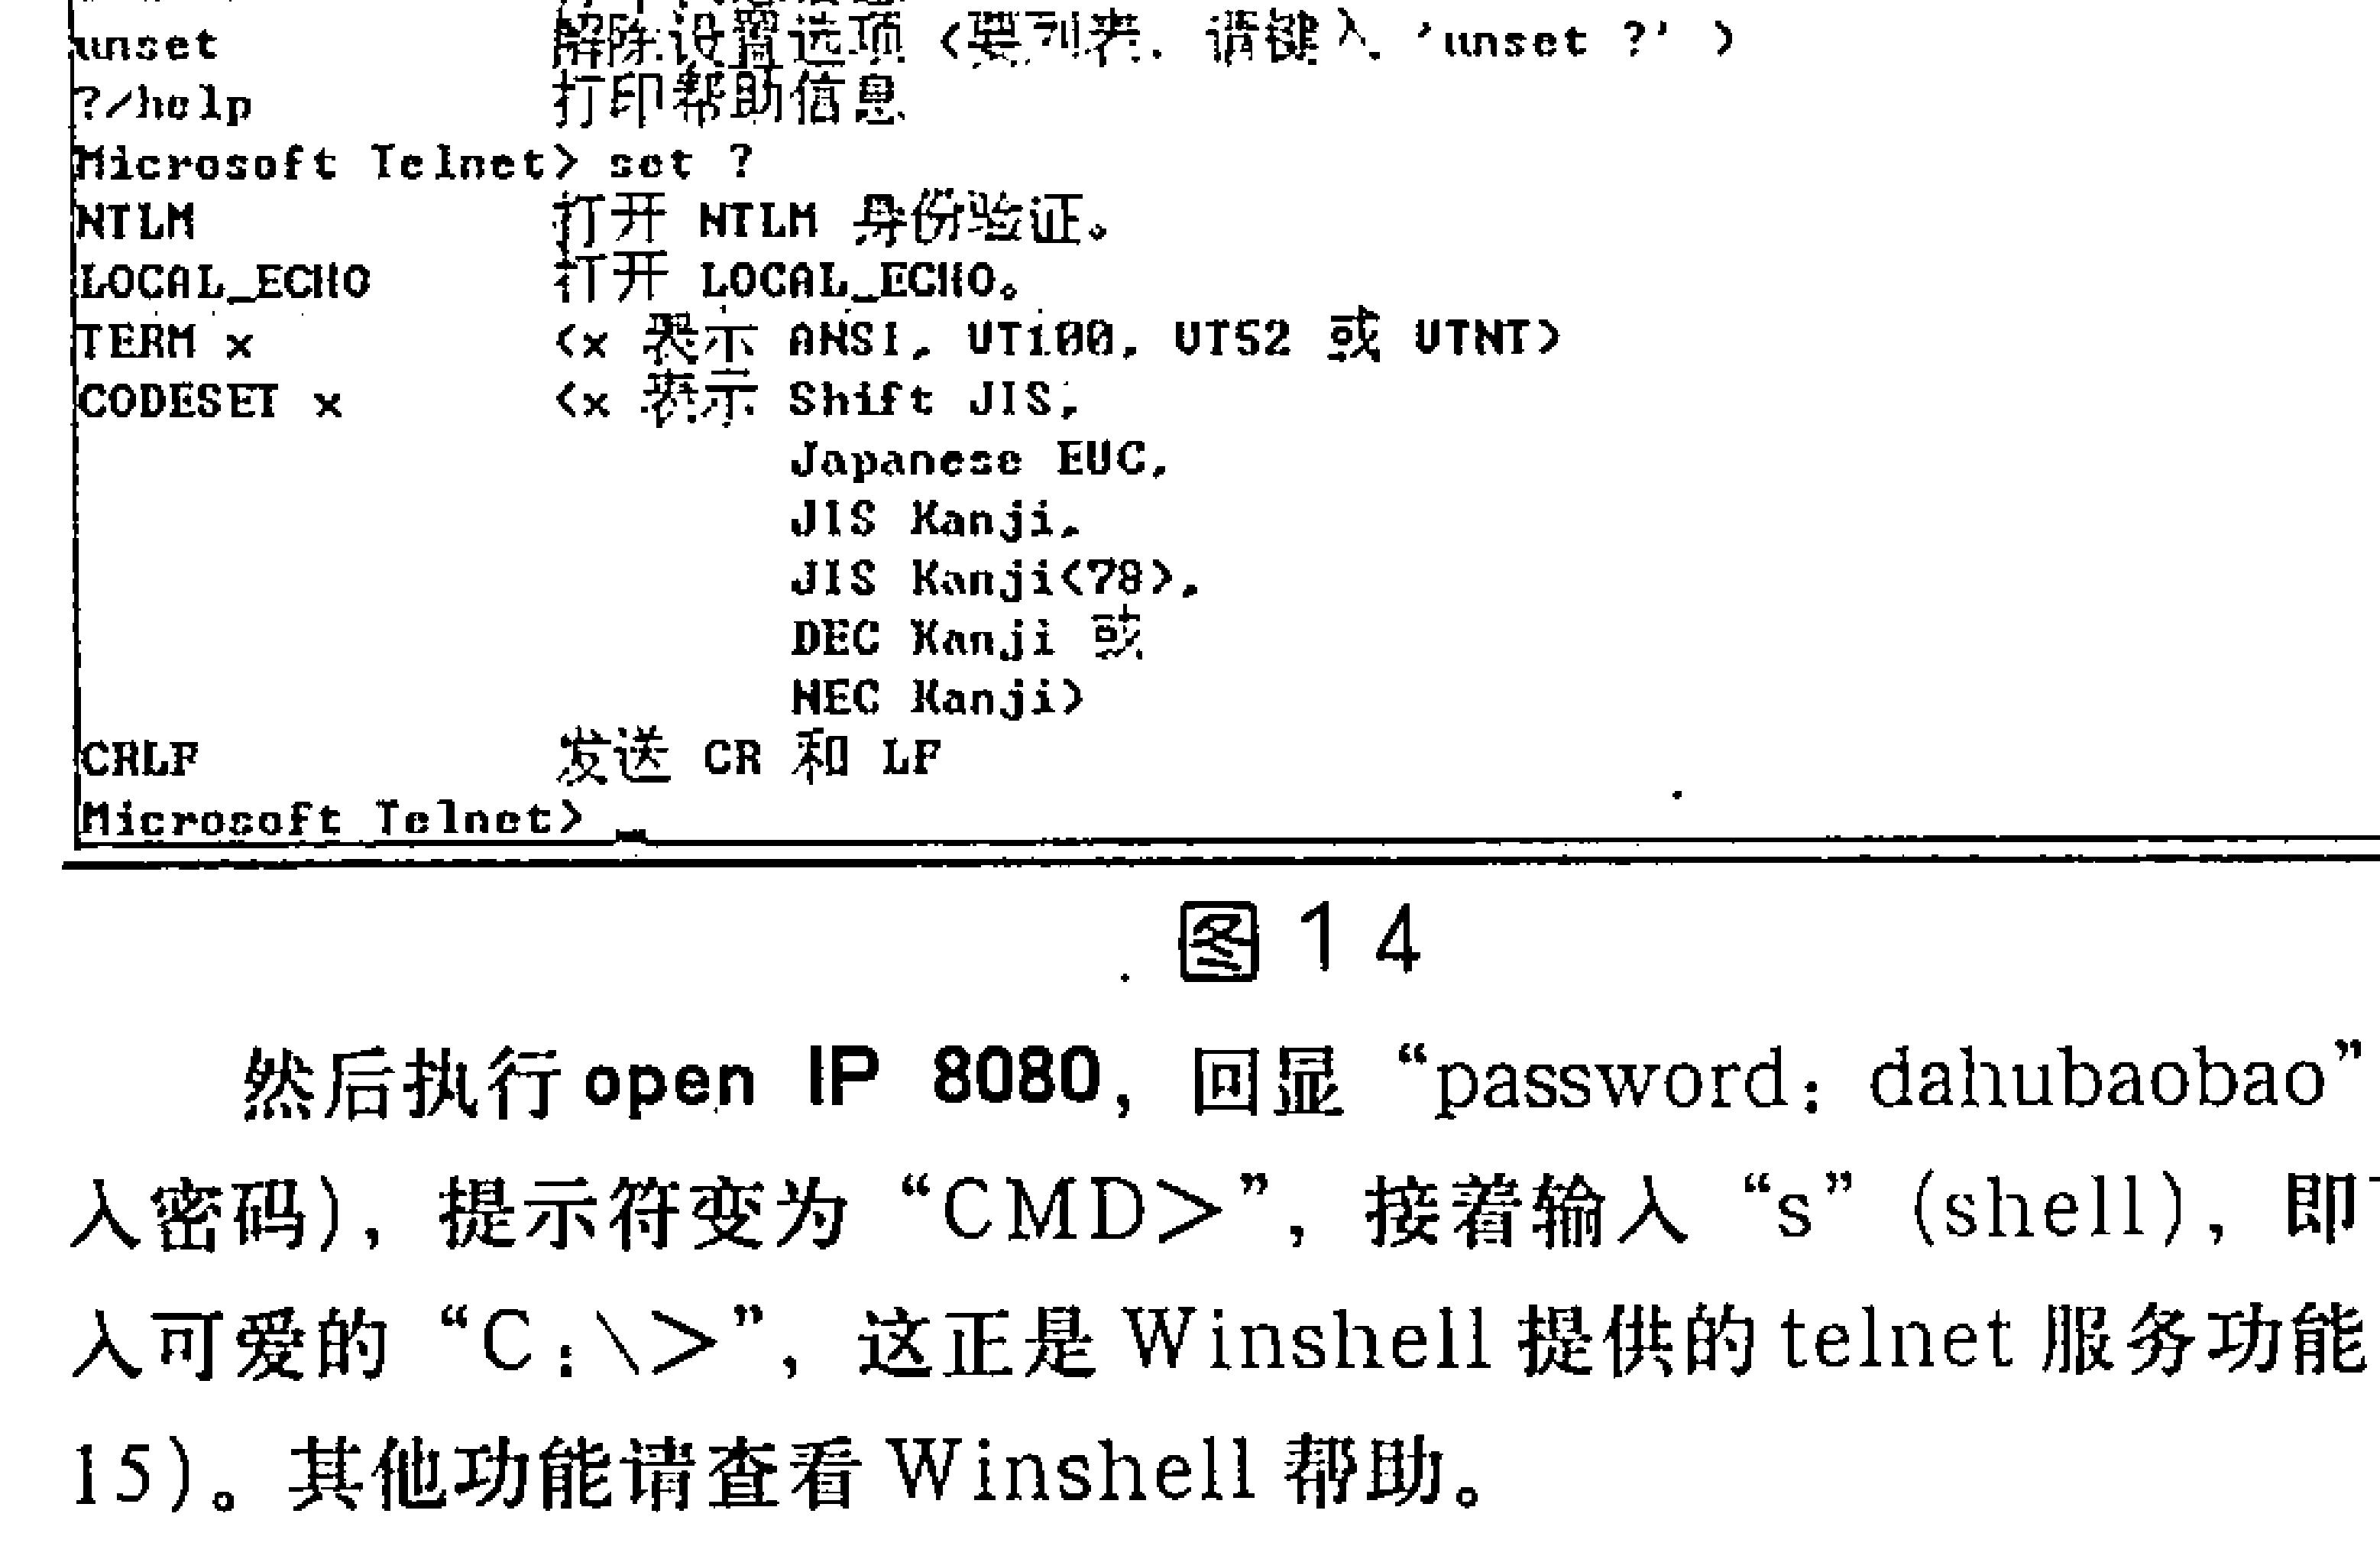 unset 解除设置选项 (要列表, 请键入 'unset ?' )
?/help 打印帮助信息
Microsoft Telnet> set ?
NTLM 打开 NTLM 身份验证。
LOCAL_ECHO 打开 LOCAL_ECHO。
TERM x (x 表示 ANSI, VT100, VT52 或 VTNT)
CODESET x (x 表示 Shift JIS,
Japanese EUC,
JIS Kanji,
JIS Kanji(78),
DEC Kanji 或
NEC Kanji)
CRLF 发送 CR 和 LF
Microsoft Telnet>
图 14
然后执行 open IP 8080, 回显 “password: dahubaobao”
入密码), 提示符变为 “CMD>”, 接着输入 “s” (shell), 即
入可爱的 “C:\>”, 这正是 Winshell 提供的 telnet 服务功能
15)。其他功能请查看 Winshell 帮助。